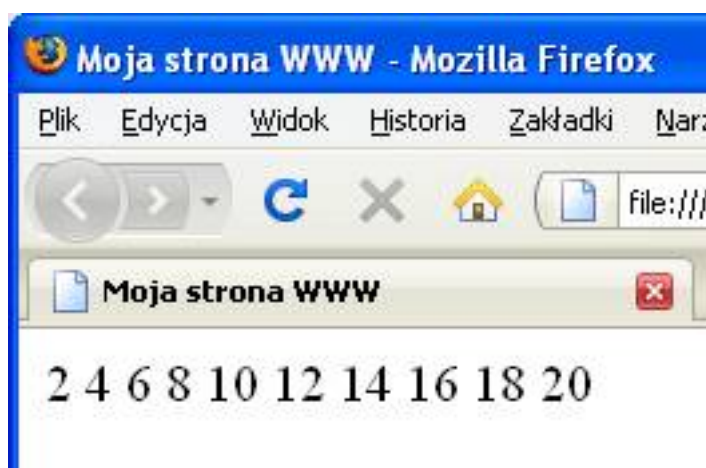 Moja strona WWW - Mozilla Firefox
Plik Edycja Widok Historia Zakładki
file:///
Moja strona WWW
2 4 6 8 10 12 14 16 18 20